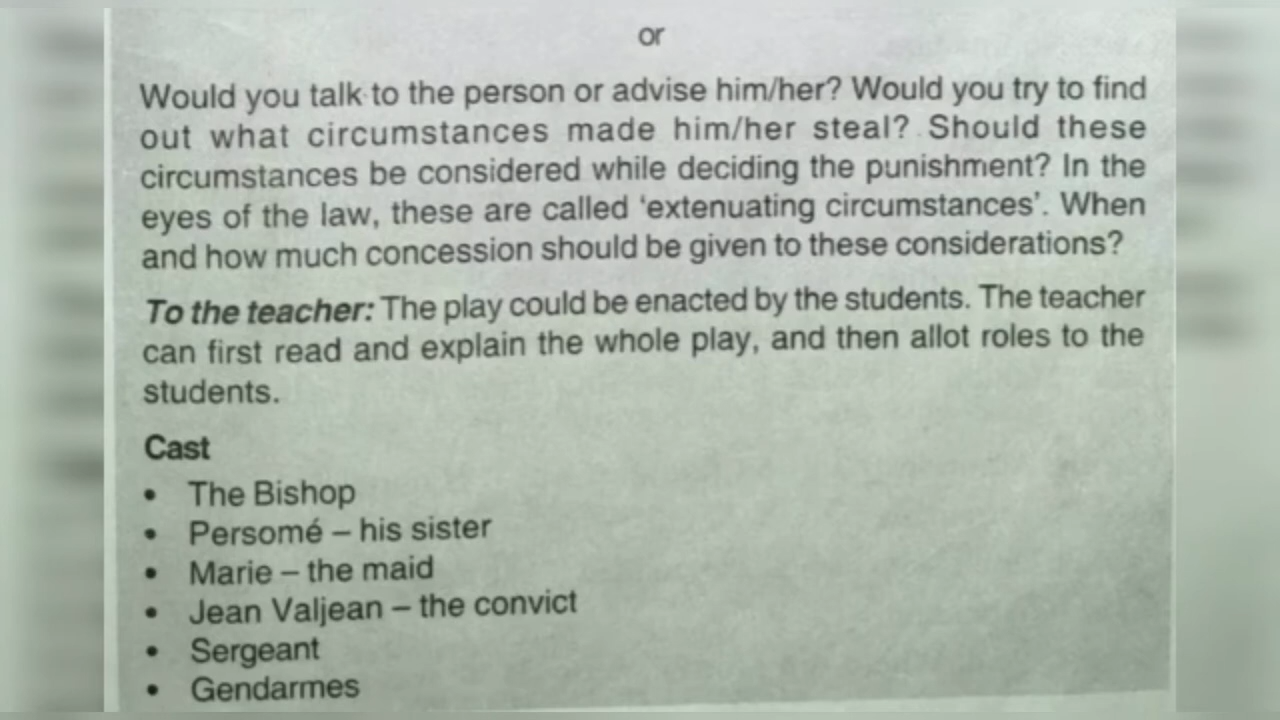 or
Would you talk to the person or advise him/her? Would you try to find
out what circumstances made him/her steal? Should these
circumstances be considered while deciding the punishment? In the
eyes of the law, these are called 'extenuating circumstances'. When
and how much concession should be given to these considerations?
To the teacher: The play could be enacted by the students. The teacher
can first read and explain the whole play, and then allot roles to the
students.
Cast
• The Bishop
• Persomé – his sister
• Marie – the maid
• Jean Valjean – the convict
• Sergeant
• Gendarmes